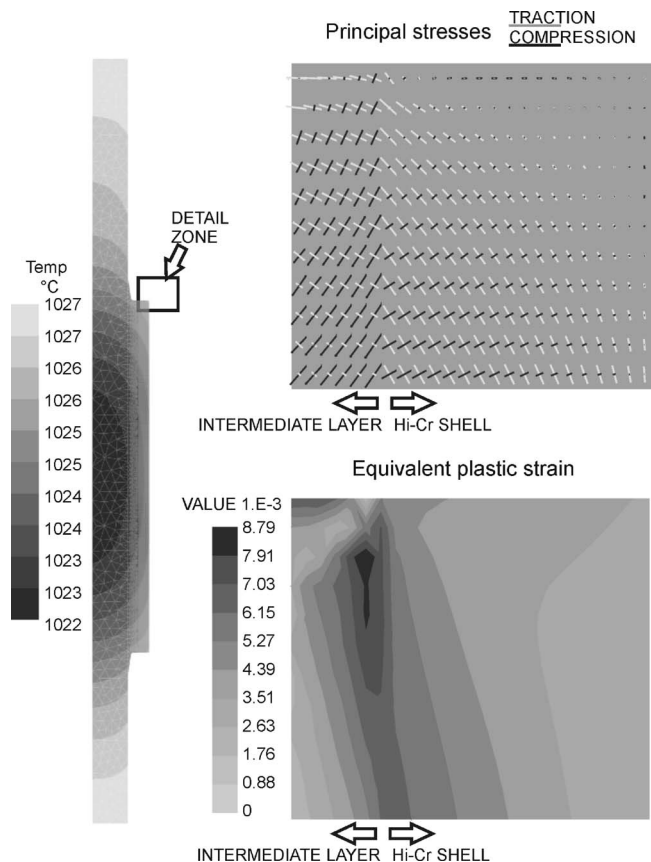 Principal stresses
TRACTION
COMPRESSION
DETAIL
ZONE
Temp
°C
1027
1027
1026
1026
1025
1025
1024
1024
1023
1023
1022
INTERMEDIATE LAYER
Hi-Cr SHELL
Equivalent plastic strain
VALUE 1.E-3
8.79
7.91
7.03
6.15
5.27
4.39
3.51
2.63
1.76
0.88
0
INTERMEDIATE LAYER
Hi-Cr SHELL